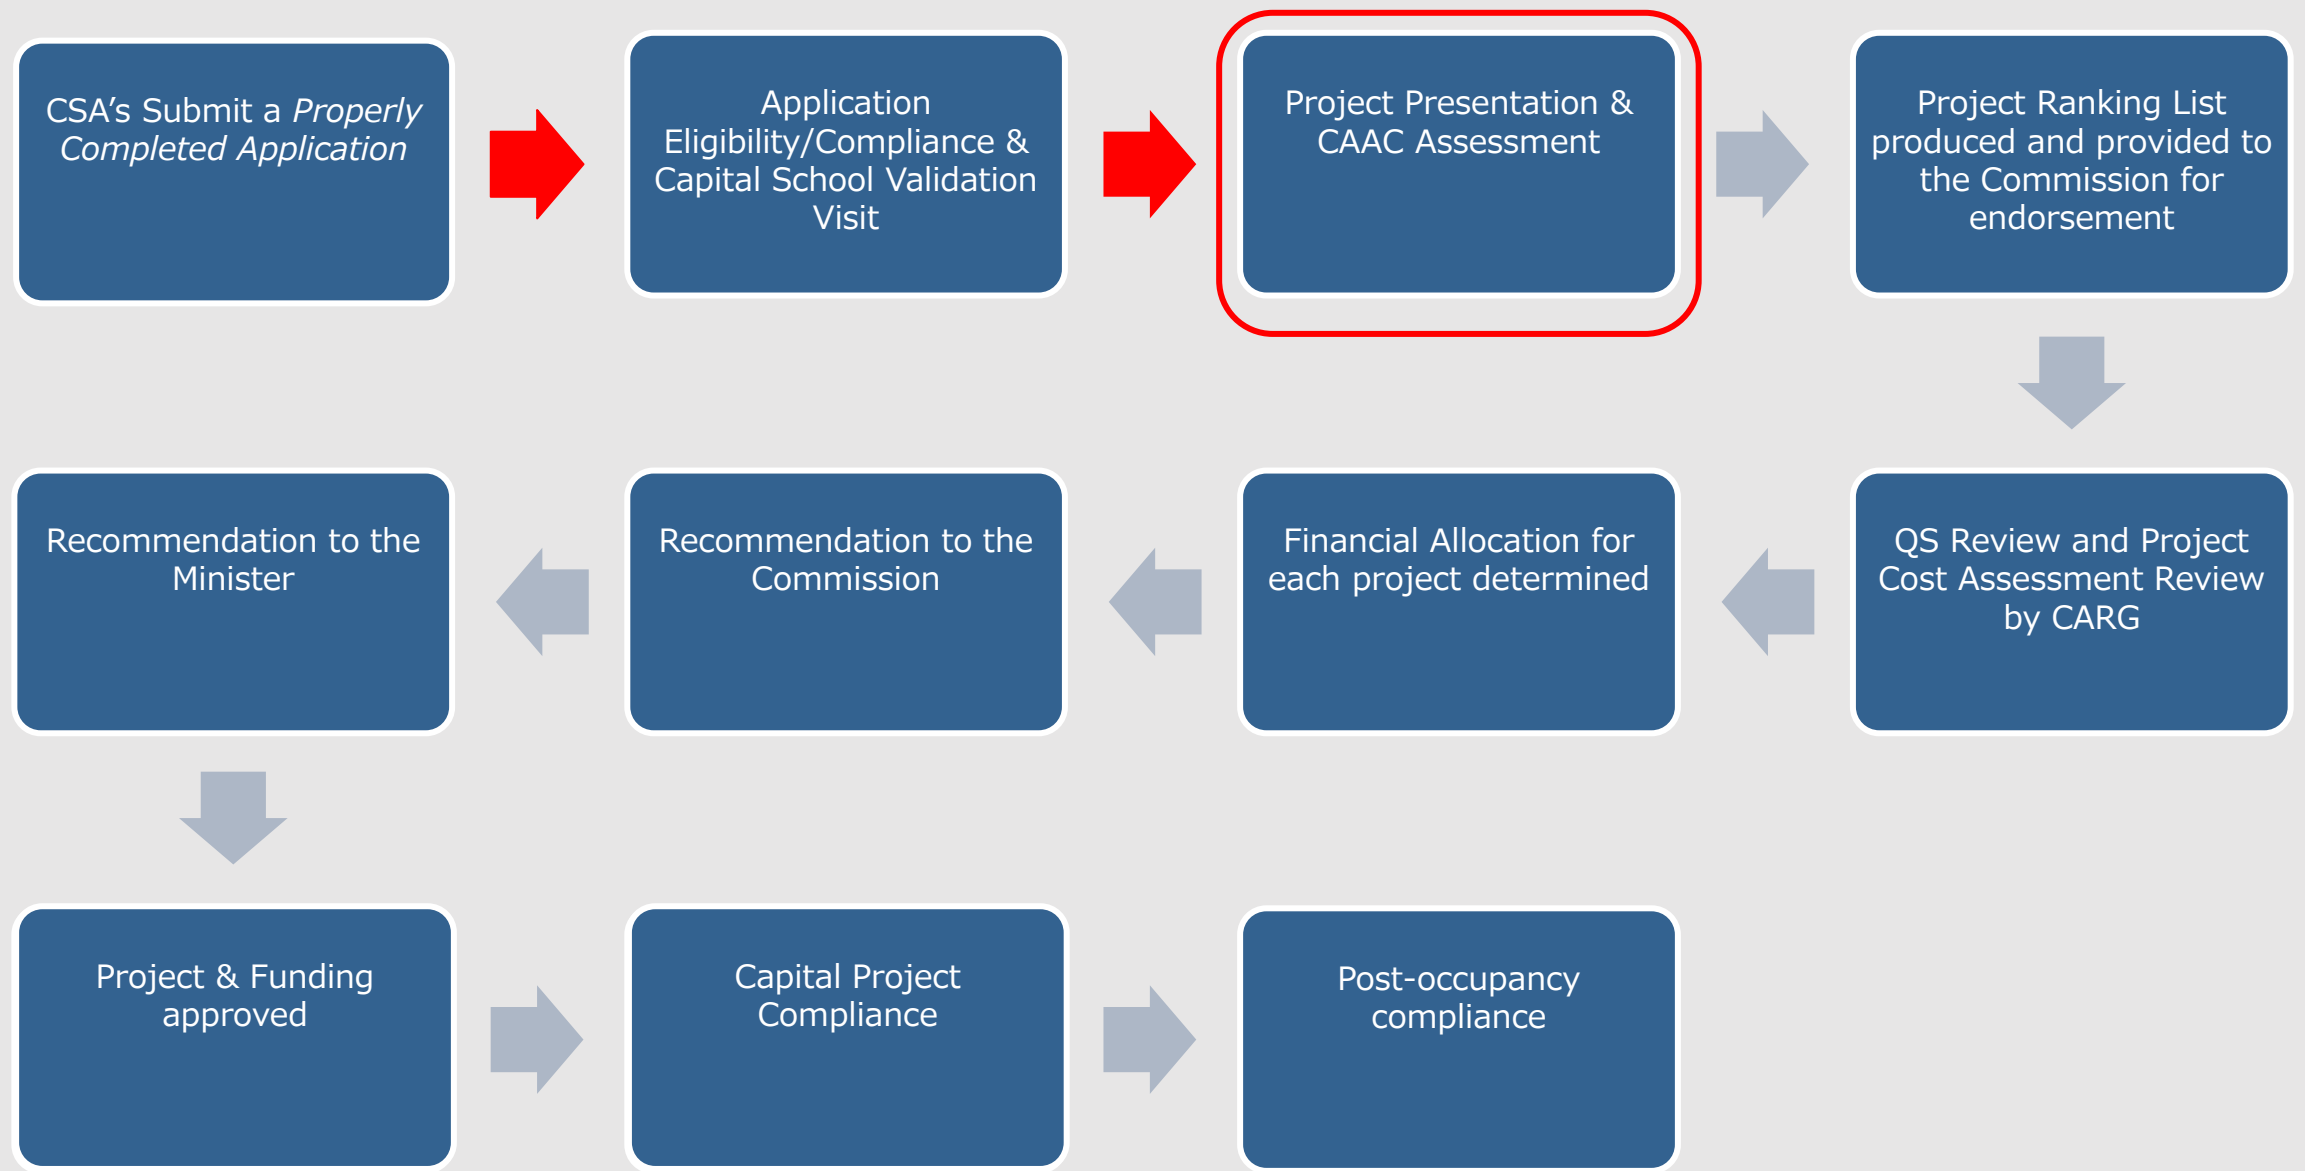 CSA’s Submit a Properly
Completed Application
Application
Eligibility/Compliance &
Capital School Validation
Visit
Project Presentation &
CAAC Assessment
Project Ranking List
produced and provided to
the Commission for
endorsement
QS Review and Project
Cost Assessment Review
by CARG
Financial Allocation for
each project determined
Recommendation to the
Commission
Recommendation to the
Minister
Project & Funding
approved
Capital Project
Compliance
Post-occupancy
compliance